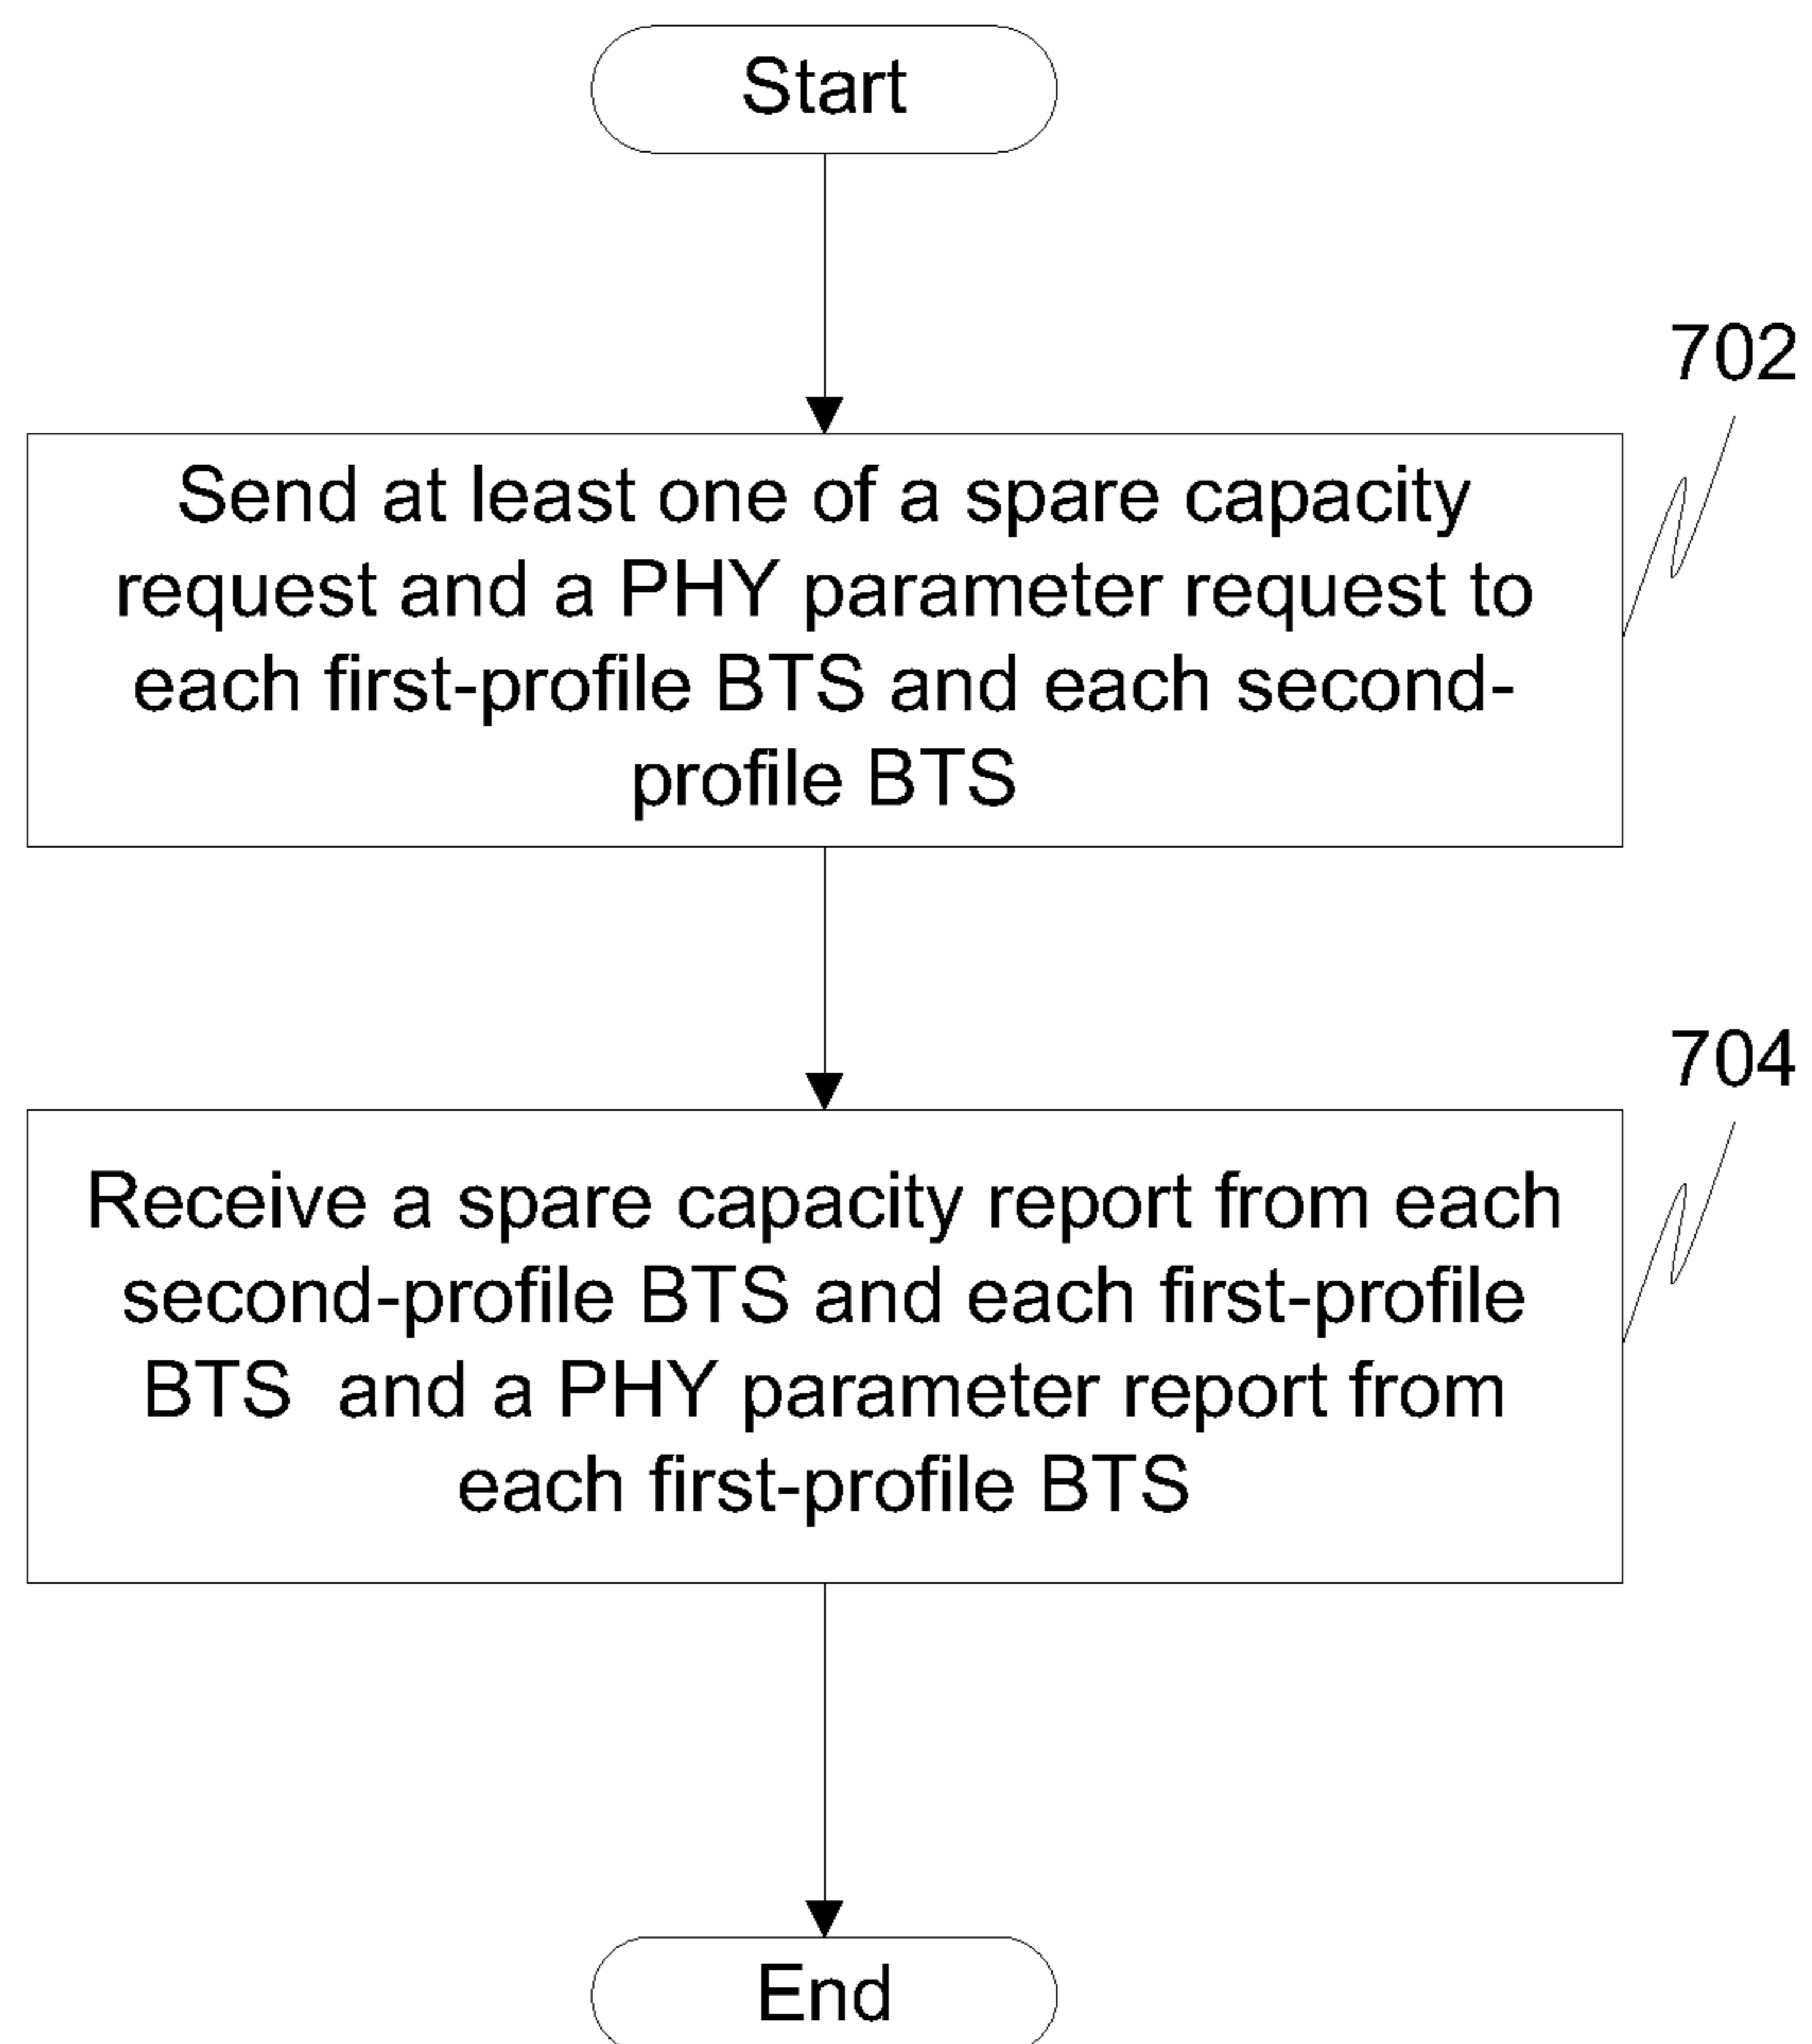 Start
702
Send at least one of a spare capacity
request and a PHY parameter request to
each first-profile BTS and each second-
profile BTS
704
Receive a spare capacity report from each
second-profile BTS and each first-profile
BTS  and a PHY parameter report from
each first-profile BTS
End